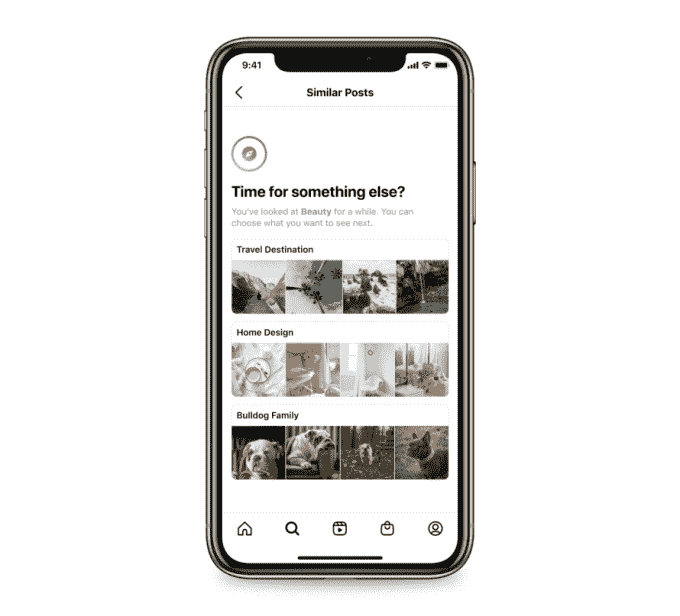 9:41
Similar Posts
Time for something else?
You've looked at Beauty for a while. You can
choose what you want to see next.
Travel Destination
Home Design
Bulldog Family